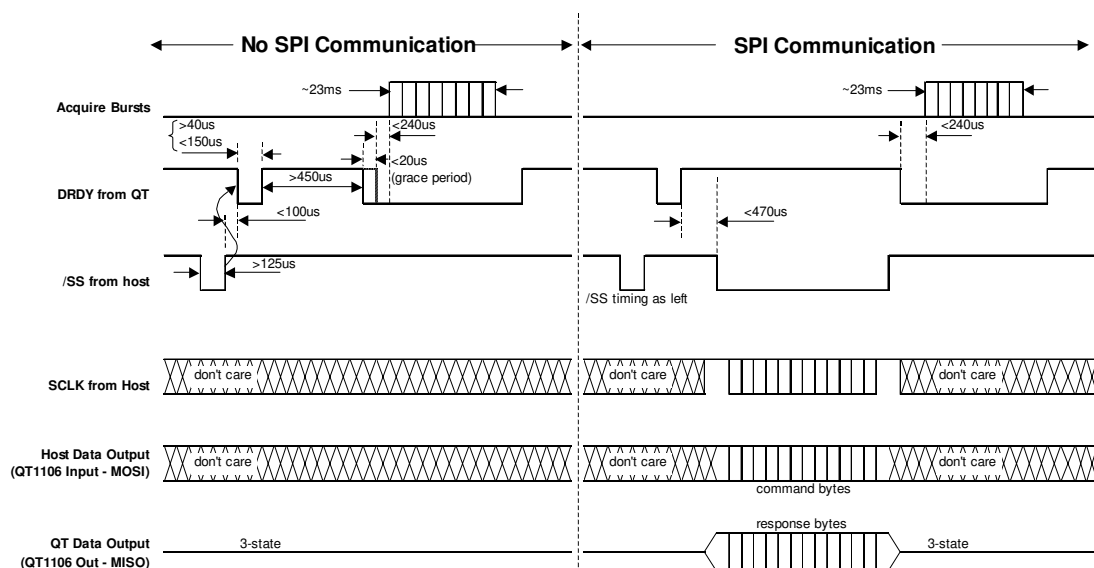 No SPI Communication
SPI Communication
~23ms
~23ms
Acquire Bursts
>40us
<150us
<240us
<240us
<20us
(grace period)
DRDY from QT
>450us
<100us
<470us
>125us
/SS from host
/SS timing as left
SCLK from Host
don't care
don't care
don't care
Host Data Output
(QT1106 Input - MOSI)
don't care
don't care
don't care
command bytes
response bytes
QT Data Output
(QT1106 Out - MISO)
3-state
3-state